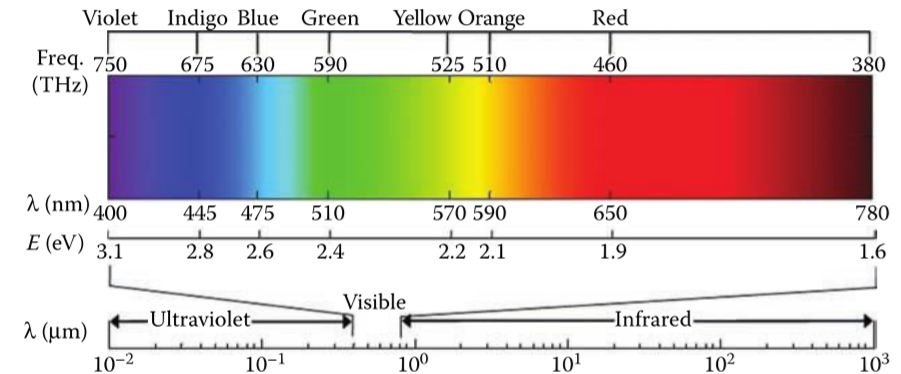 Violet Indigo Blue Green Yellow Orange Red
Freq. (THz) 750 675 630 590 525 510 460 380
λ (nm) 400 445 475 510 570 590 650 780
E (eV) 3.1 2.8 2.6 2.4 2.2 2.1 1.9 1.6
Visible
Ultraviolet Infrared
λ (μm)
10⁻² 10⁻¹ 10⁰ 10¹ 10² 10³